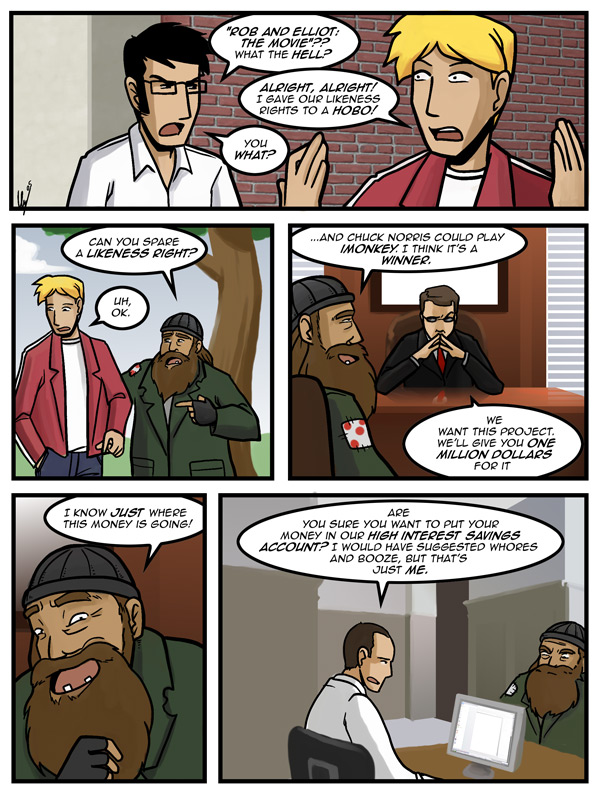 "ROB AND ELLIOT:
THE MOVIE"??
WHAT THE HELL?
ALRIGHT, ALRIGHT!
I GAVE OUR LIKENESS
RIGHTS TO A HOBO!
YOU
WHAT?
CAN YOU SPARE
A LIKENESS RIGHT?
UH,
OK.
...AND CHUCK NORRIS COULD PLAY
!MONKEY. I THINK IT'S A
WINNER.
WE
WANT THIS PROJECT.
WE'LL GIVE YOU ONE
MILLION DOLLARS
FOR IT
I KNOW JUST WHERE
THIS MONEY IS GOING!
ARE
YOU SURE YOU WANT TO PUT YOUR
MONEY IN OUR HIGH INTEREST SAVINGS
ACCOUNT? I WOULD HAVE SUGGESTED WHORES
AND BOOZE, BUT THAT'S
JUST ME.